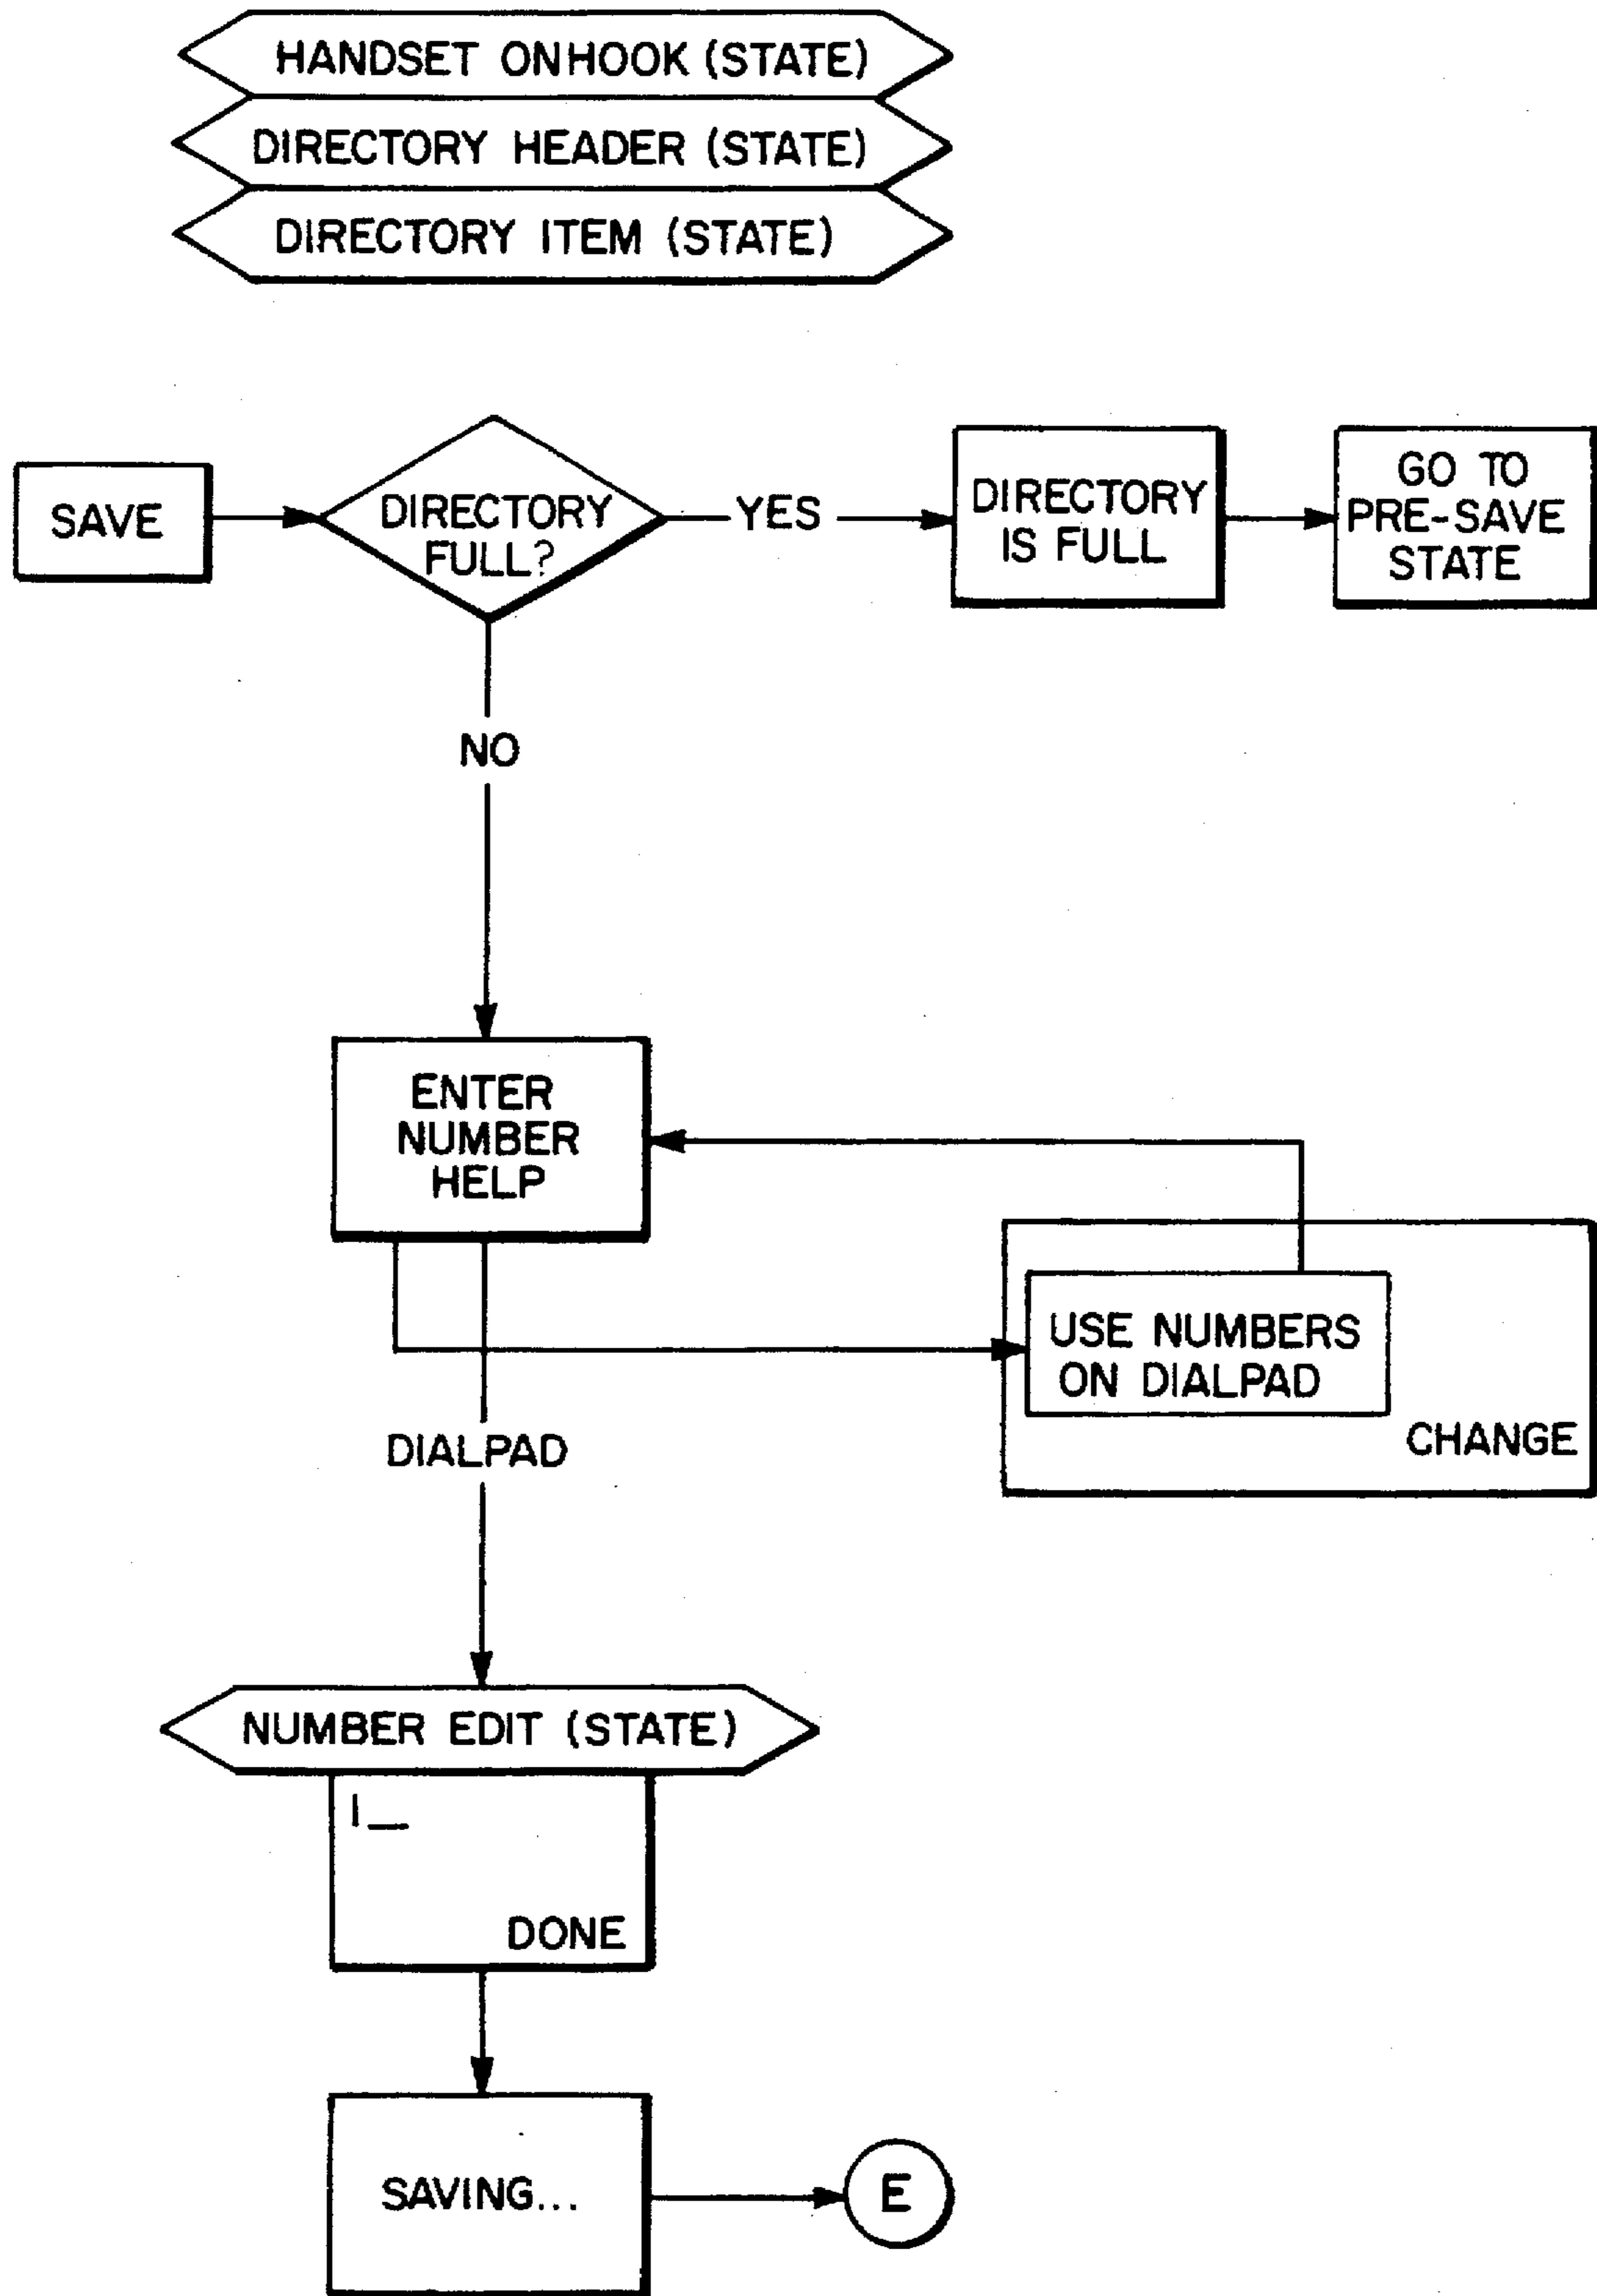 HANDSET ONHOOK (STATE)
DIRECTORY HEADER (STATE)
DIRECTORY ITEM (STATE)
SAVE
DIRECTORY
FULL?
YES
DIRECTORY
IS FULL
GO TO
PRE-SAVE
STATE
NO
ENTER
NUMBER
HELP
USE NUMBERS
ON DIALPAD
CHANGE
DIALPAD
NUMBER EDIT (STATE)
1_
DONE
SAVING...
E